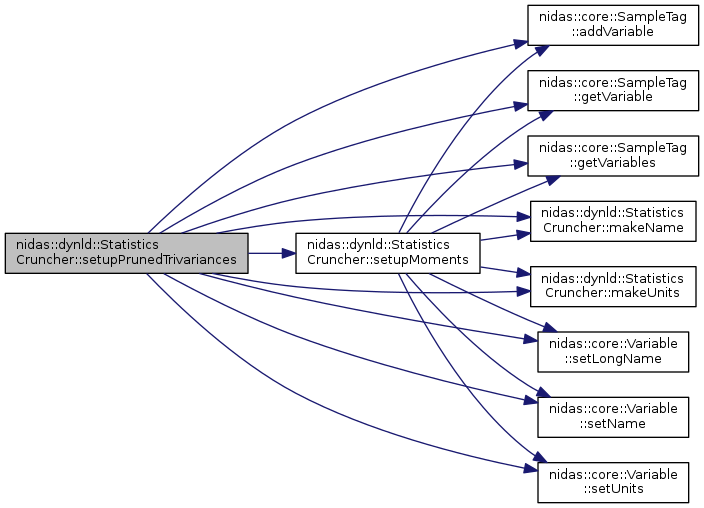 nidas::core::SampleTag
::addVariable
nidas::core::SampleTag
::getVariable
nidas::core::SampleTag
::getVariables
nidas::dynld::Statistics
Cruncher::makeName
nidas::dynld::Statistics
Cruncher::setupPrunedTrivariances
nidas::dynld::Statistics
Cruncher::setupMoments
nidas::dynld::Statistics
Cruncher::makeUnits
nidas::core::Variable
::setLongName
nidas::core::Variable
::setName
nidas::core::Variable
::setUnits